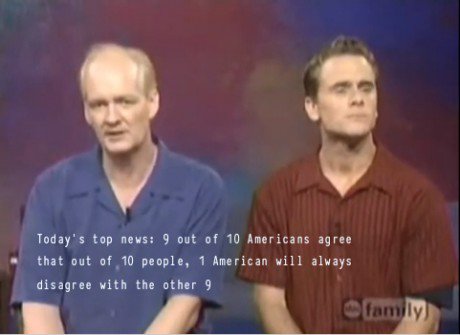 Today's top news: 9 out of 10 Americans agree
that out of 10 people, 1 American will always
disagree with the other 9
abc family